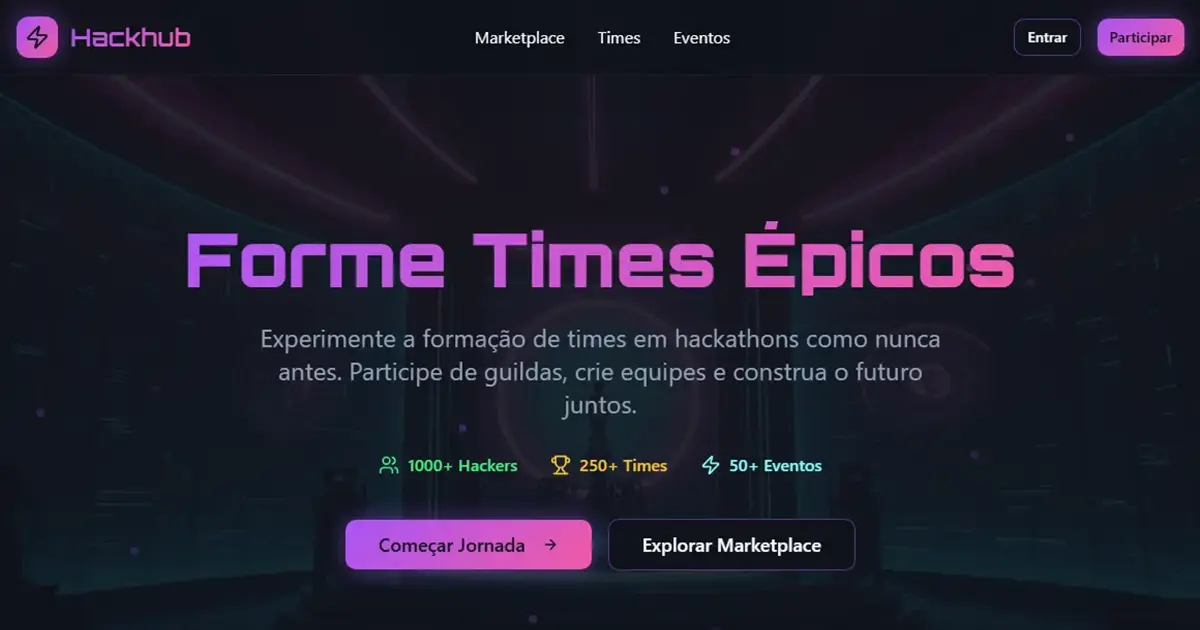 Hackhub
Marketplace
Times
Eventos
Entrar
Participar
Forme Times Épicos
Experimente a formação de times em hackathons como nunca
antes. Participe de guildas, crie equipes e construa o futuro
juntos.
1000+ Hackers
250+ Times
50+ Eventos
Começar Jornada →
Explorar Marketplace